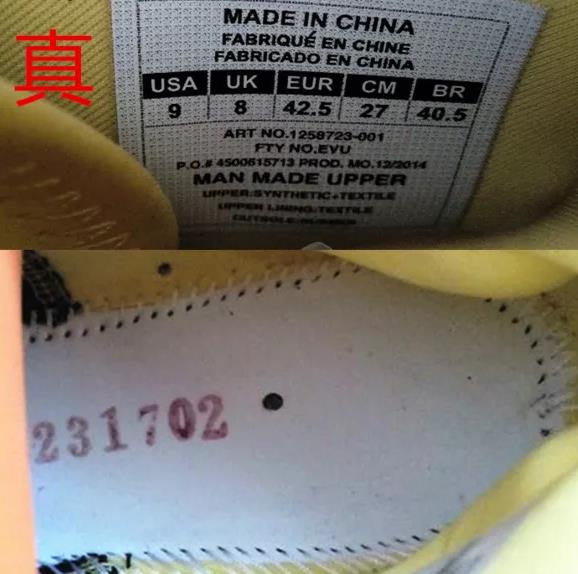 真
MADE IN CHINA
FABRIQUÉ EN CHINE
FABRICADO EN CHINA
USA UK EUR CM BR
9 8 42.5 27 40.5
ART NO.1258723-001
FTY NO.EVU
P.O.# 4500615713 PROD. MO.12/2014
MAN MADE UPPER
UPPER:SYNTHETIC+TEXTILE
UPPER LINING:TEXTILE
OUTSOLE:RUBBER
231702